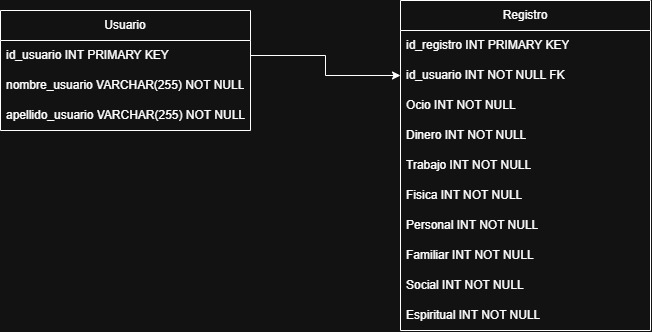 Usuario
id_usuario INT PRIMARY KEY
nombre_usuario VARCHAR(255) NOT NULL
apellido_usuario VARCHAR(255) NOT NULL
Registro
id_registro INT PRIMARY KEY
id_usuario INT NOT NULL FK
Ocio INT NOT NULL
Dinero INT NOT NULL
Trabajo INT NOT NULL
Fisica INT NOT NULL
Personal INT NOT NULL
Familiar INT NOT NULL
Social INT NOT NULL
Espiritual INT NOT NULL